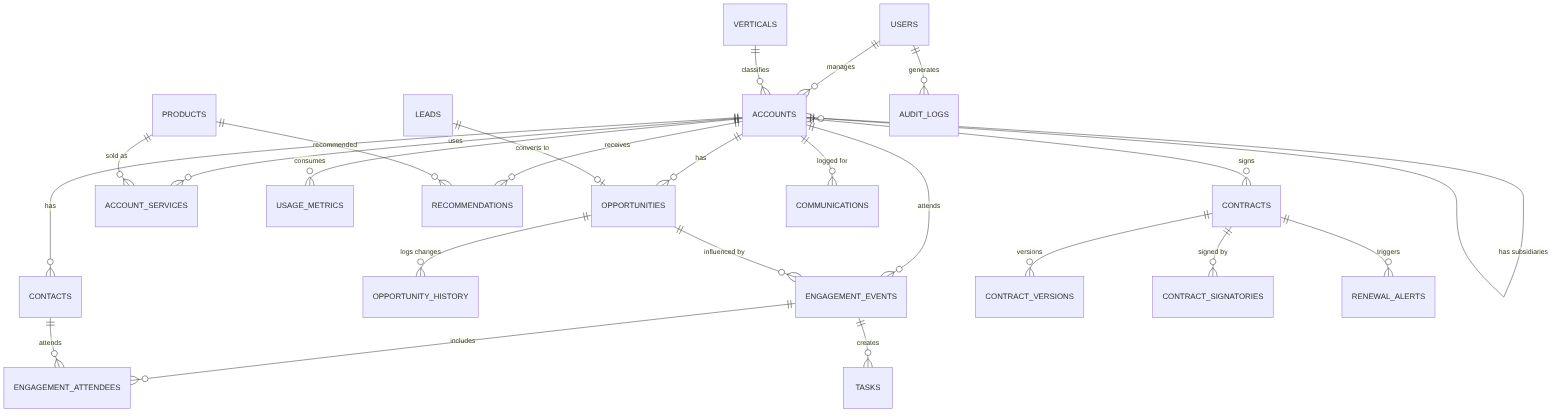 VERTICALS
USERS
classifies
manages
generates
PRODUCTS
LEADS
ACCOUNTS
AUDIT_LOGS
sold as
recommended
uses
consumes
converts to
receives
has
logged for
signs
ACCOUNT_SERVICES
USAGE_METRICS
RECOMMENDATIONS
OPPORTUNITIES
COMMUNICATIONS
attends
CONTRACTS
has
logs changes
influenced by
versions
signed by
triggers
has subsidiaries
CONTACTS
OPPORTUNITY_HISTORY
ENGAGEMENT_EVENTS
CONTRACT_VERSIONS
CONTRACT_SIGNATORIES
RENEWAL_ALERTS
attends
includes
creates
ENGAGEMENT_ATTENDEES
TASKS